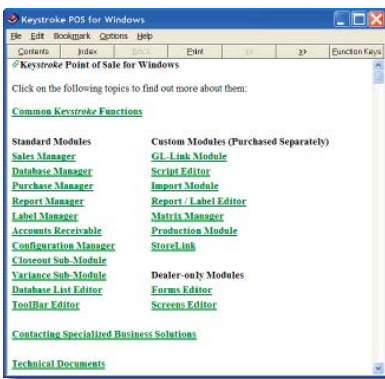 Keystroke POS for Windows
File Edit Bookmark Options Help
Contents Index Back Print << >> Function Keys
Keystroke Point of Sale for Windows
Click on the following topics to find out more about them:
Common Keystroke Functions
Standard Modules
Sales Manager
Database Manager
Purchase Manager
Report Manager
Label Manager
Accounts Receivable
Configuration Manager
Closeout Sub-Module
Variance Sub-Module
Database List Editor
ToolBar Editor
Custom Modules (Purchased Separately)
GL-Link Module
Script Editor
Import Module
Report / Label Editor
Matrix Manager
Production Module
StoreLink
Dealer-only Modules
Forms Editor
Screens Editor
Contacting Specialized Business Solutions
Technical Documents